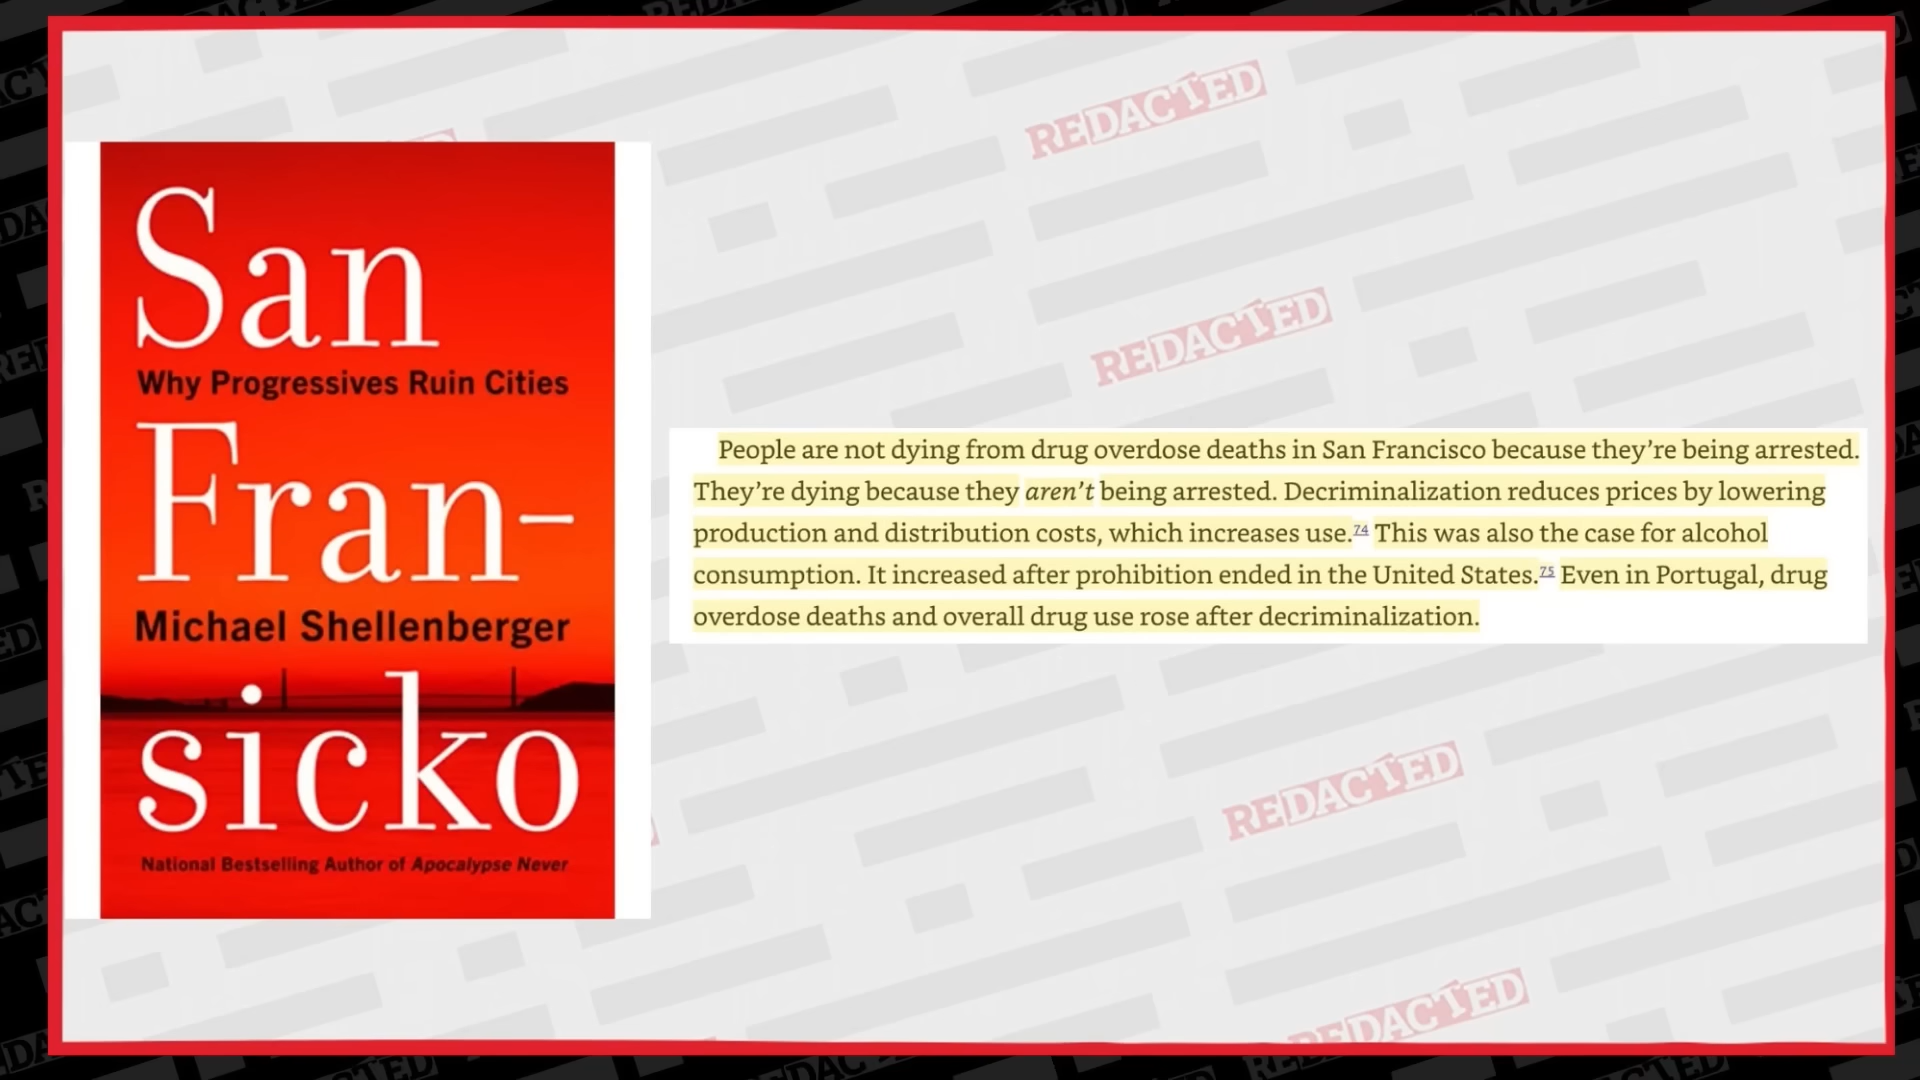 REDACTED
REDACTED
San
Why Progressives Ruin Cities
Fran-
Michael Shellenberger
sicko
National Bestselling Author of Apocalypse Never
People are not dying from drug overdose deaths in San Francisco because they’re being arrested.
They’re dying because they aren’t being arrested. Decriminalization reduces prices by lowering
production and distribution costs, which increases use.74 This was also the case for alcohol
consumption. It increased after prohibition ended in the United States.75 Even in Portugal, drug
overdose deaths and overall drug use rose after decriminalization.
REDACTED
REDACTED